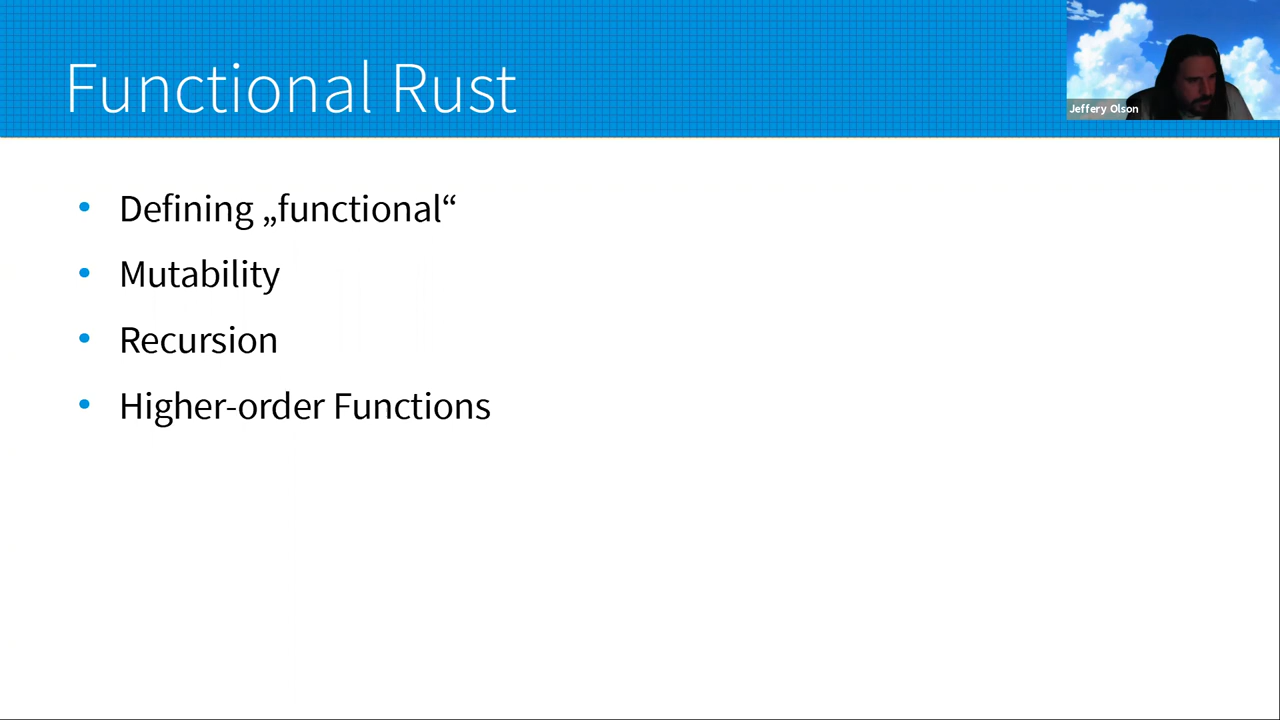 Functional Rust
Jeffery Olson
• Defining „functional“
• Mutability
• Recursion
• Higher-order Functions